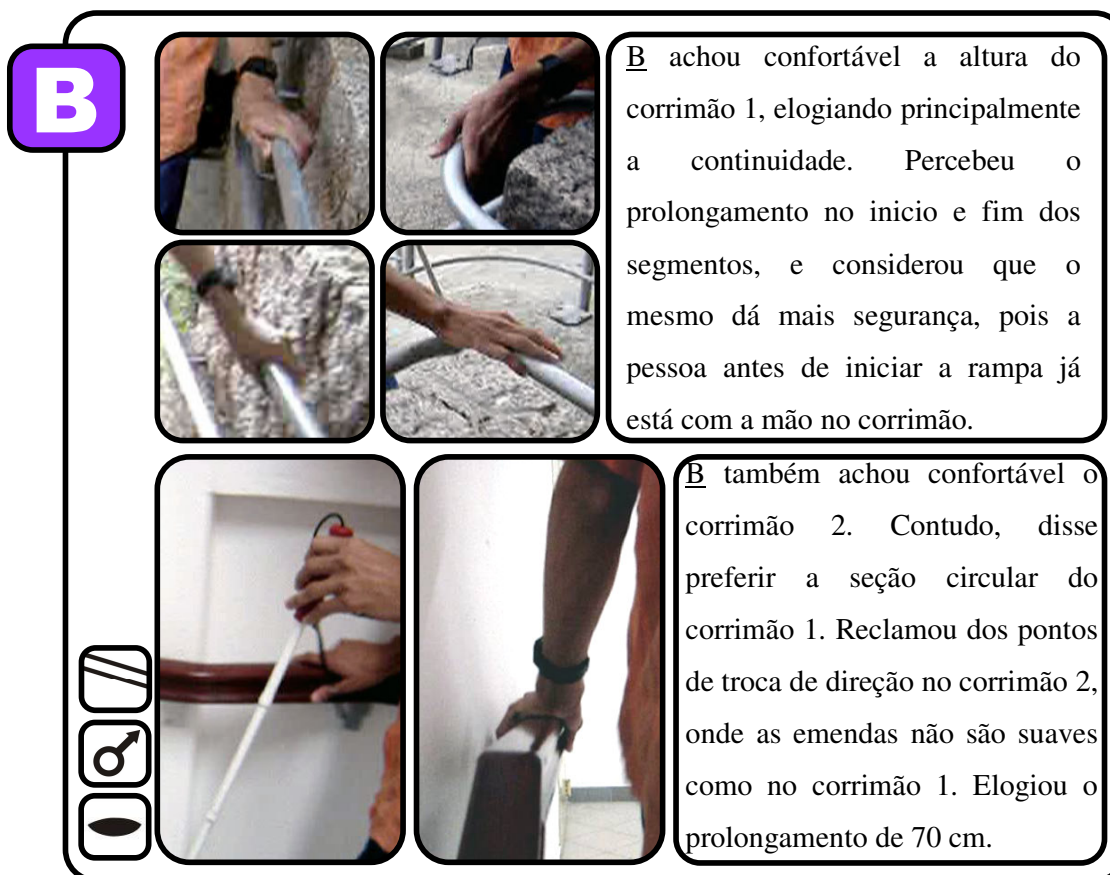 B
B achou confortável a altura do
corrimão 1, elogiando principalmente
a continuidade. Percebeu o
prolongamento no inicio e fim dos
segmentos, e considerou que o
mesmo dá mais segurança, pois a
pessoa antes de iniciar a rampa já
está com a mão no corrimão.
B também achou confortável o
corrimão 2. Contudo, disse
preferir a seção circular do
corrimão 1. Reclamou dos pontos
de troca de direção no corrimão 2,
onde as emendas não são suaves
como no corrimão 1. Elogiou o
prolongamento de 70 cm.